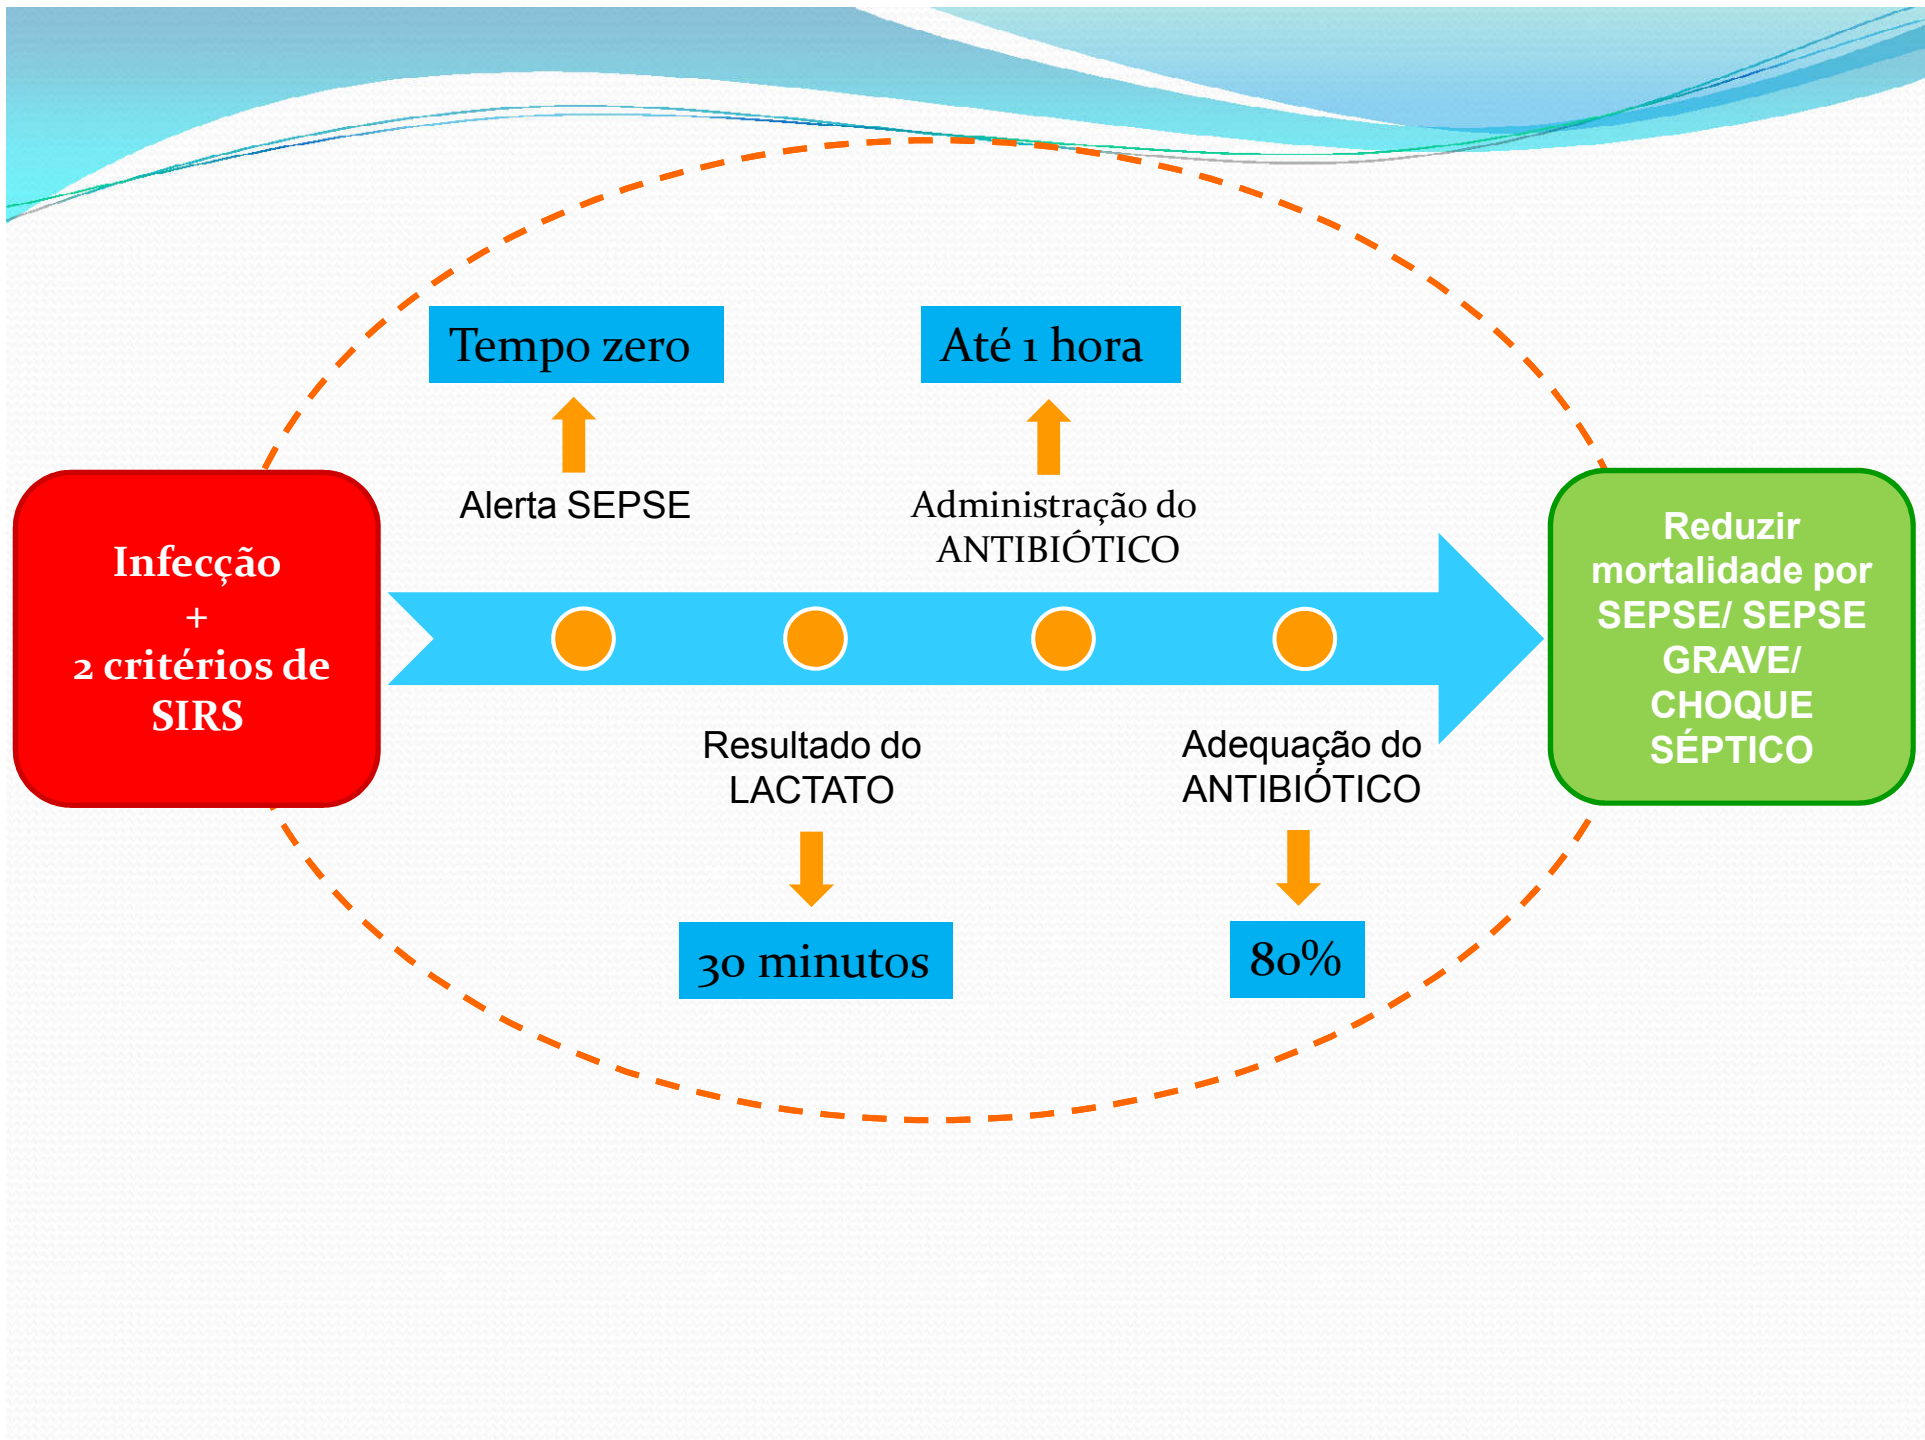 Tempo zero
Até 1 hora
Alerta SEPSE
Administração do
ANTIBIÓTICO
Infecção
+
2 critérios de
SIRS
Reduzir
mortalidade por
SEPSE/ SEPSE
GRAVE/
CHOQUE
SÉPTICO
Resultado do
LACTATO
Adequação do
ANTIBIÓTICO
30 minutos
80%